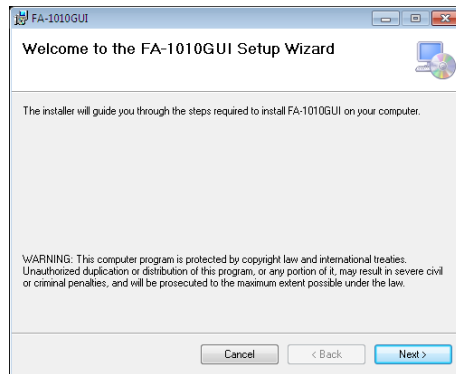 FA-1010GUI
Welcome to the FA-1010GUI Setup Wizard
The installer will guide you through the steps required to install FA-1010GUI on your computer.
WARNING: This computer program is protected by copyright law and international treaties.
Unauthorized duplication or distribution of this program, or any portion of it, may result in severe civil
or criminal penalties, and will be prosecuted to the maximum extent possible under the law.
Cancel
< Back
Next >